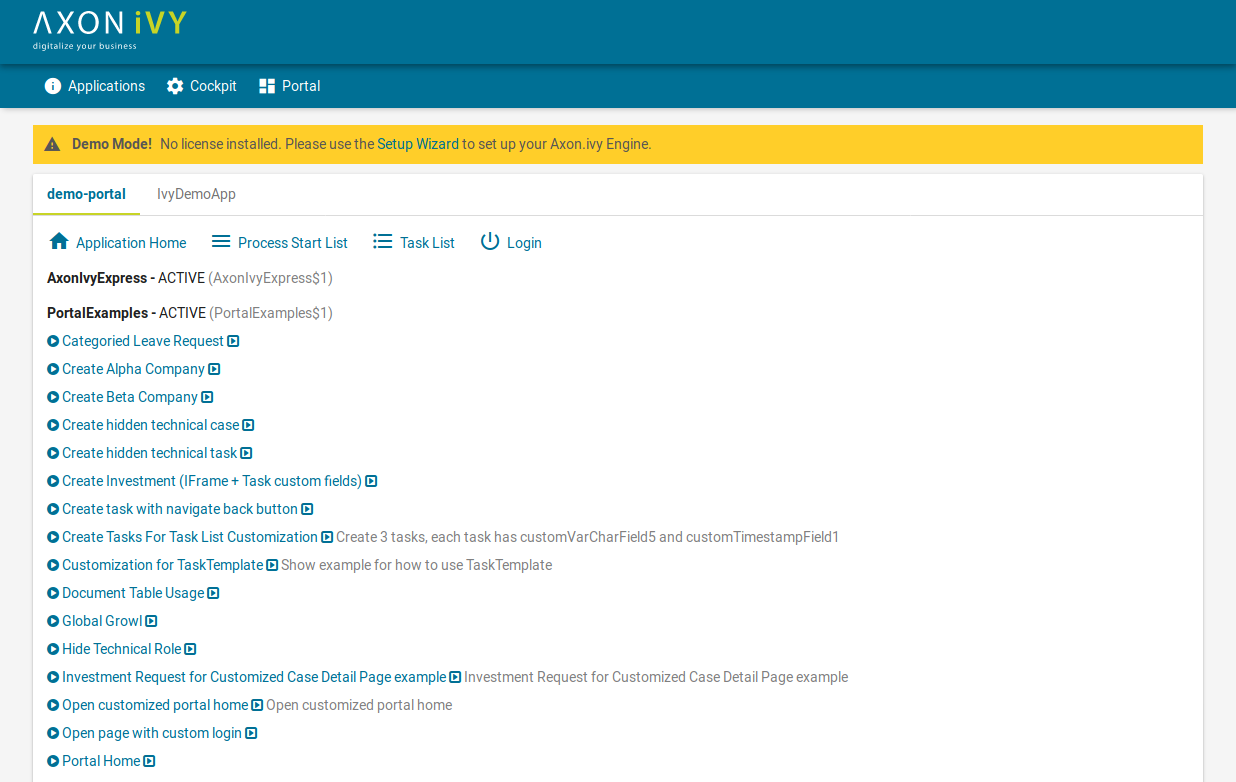 AXON iVY
digitalize your business
Applications Cockpit Portal
Demo Mode! No license installed. Please use the Setup Wizard to set up your Axon.ivy Engine.
demo-portal IvyDemoApp
Application Home Process Start List Task List Login
AxonIvyExpress - ACTIVE (AxonIvyExpress$1)
PortalExamples - ACTIVE (PortalExamples$1)
Categoried Leave Request
Create Alpha Company
Create Beta Company
Create hidden technical case
Create hidden technical task
Create Investment (IFrame + Task custom fields)
Create task with navigate back button
Create Tasks For Task List Customization Create 3 tasks, each task has customVarCharField5 and customTimestampField1
Customization for TaskTemplate Show example for how to use TaskTemplate
Document Table Usage
Global Growl
Hide Technical Role
Investment Request for Customized Case Detail Page example Investment Request for Customized Case Detail Page example
Open customized portal home Open customized portal home
Open page with custom login
Portal Home